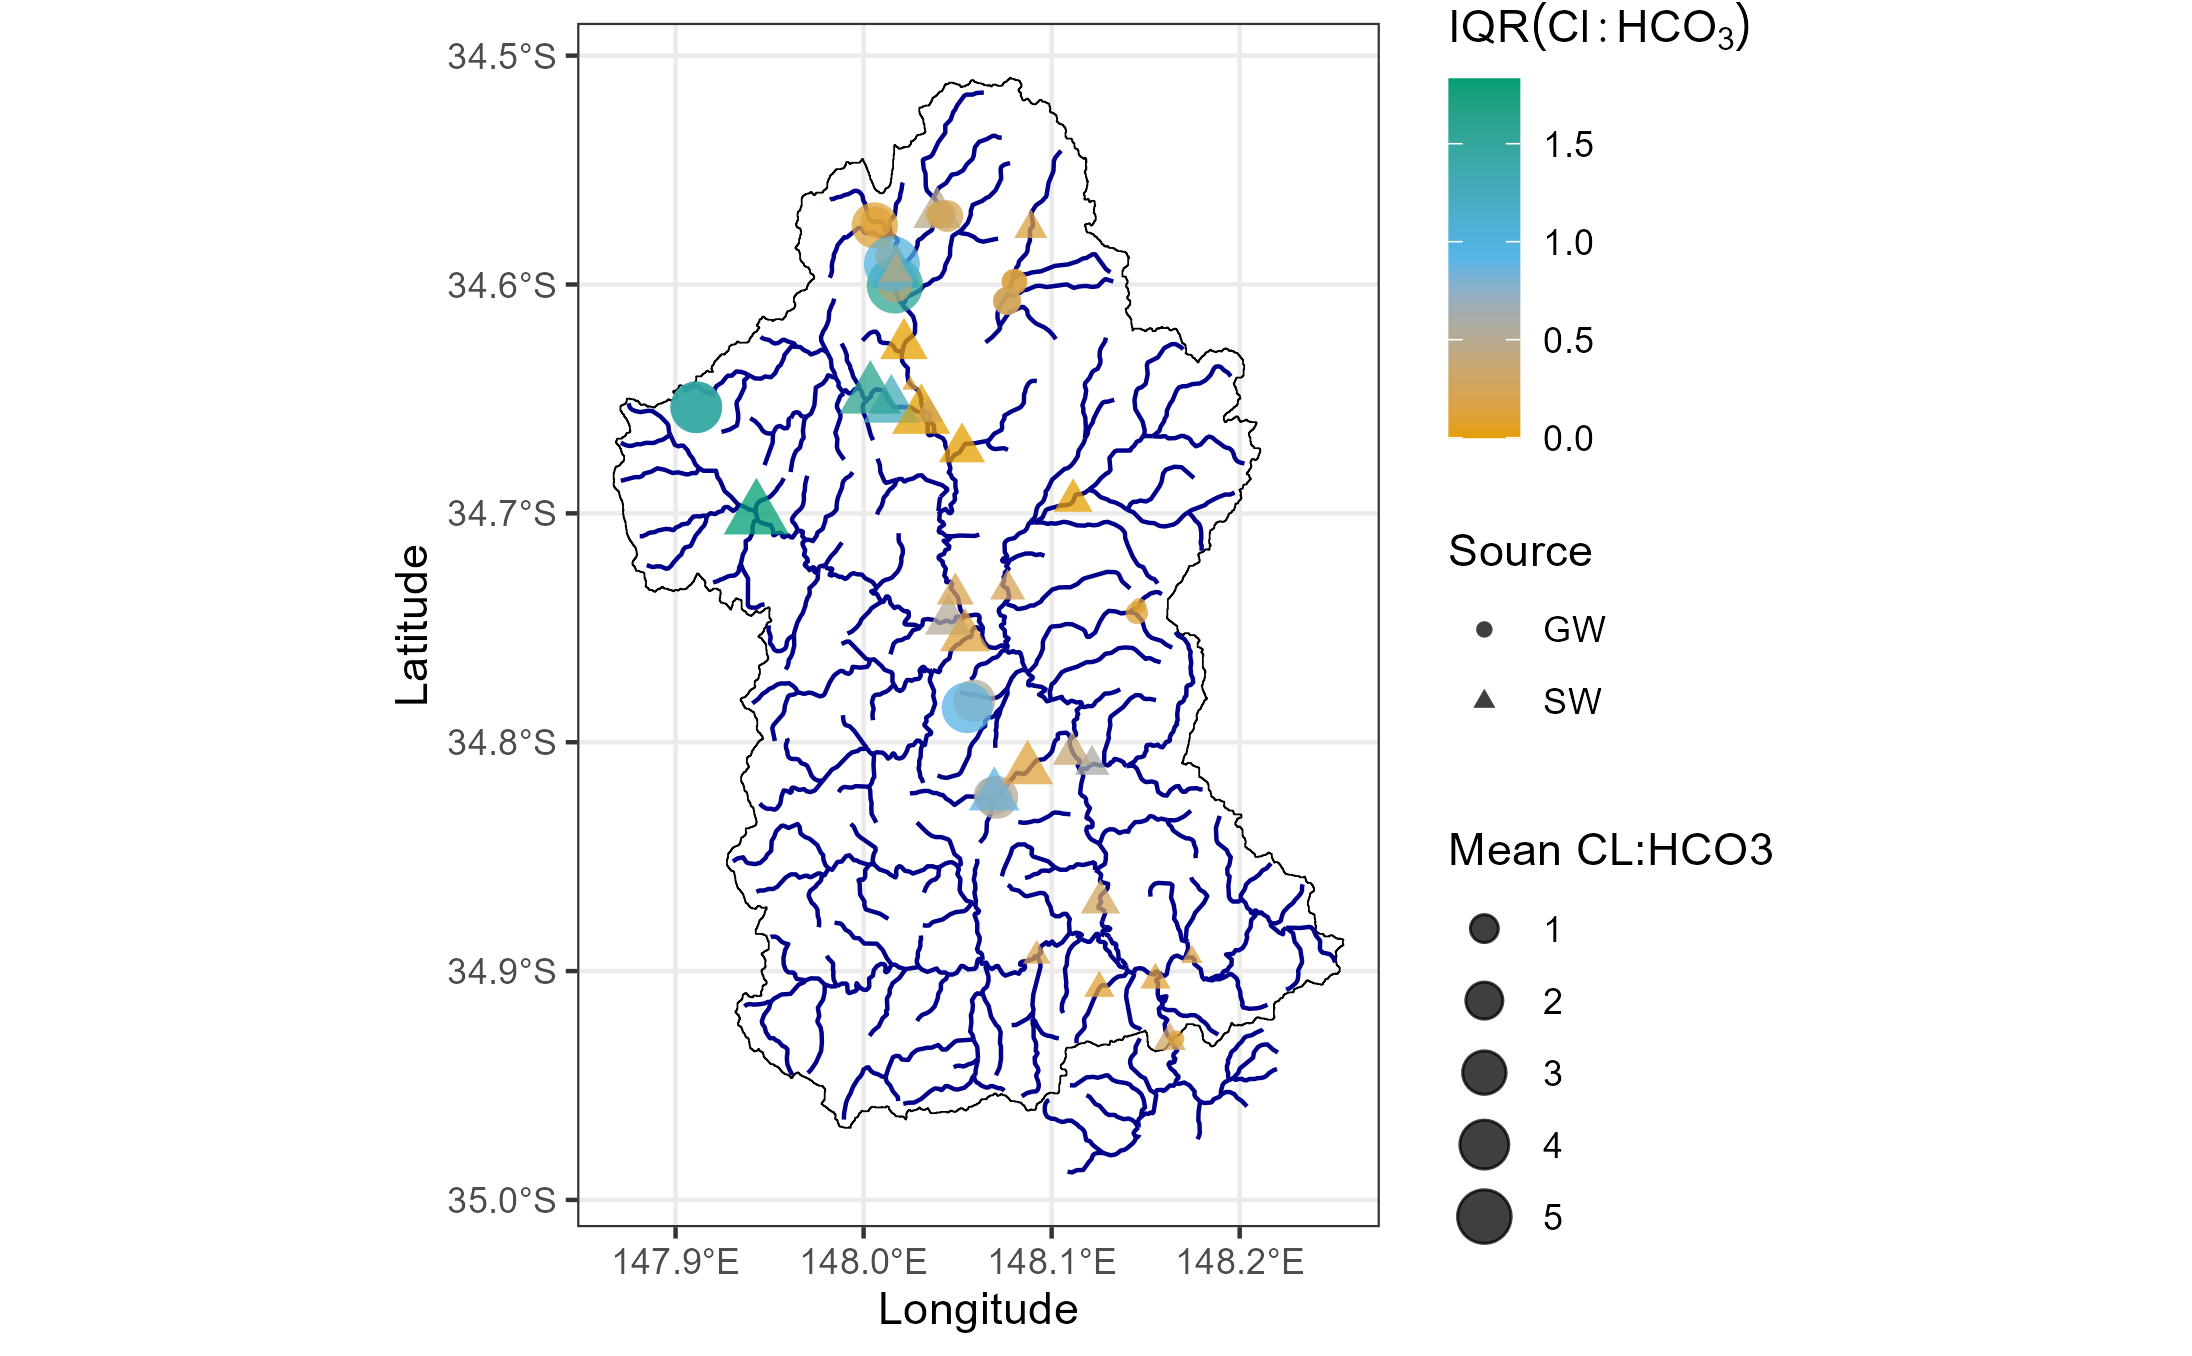 34.5°S
34.6°S
34.7°S
34.8°S
34.9°S
35.0°S
Latitude
147.9°E 148.0°E 148.1°E 148.2°E
Longitude
IQR(Cl : HCO₃)
1.5
1.0
0.5
0.0
Source
GW
SW
Mean CL:HCO3
1
2
3
4
5